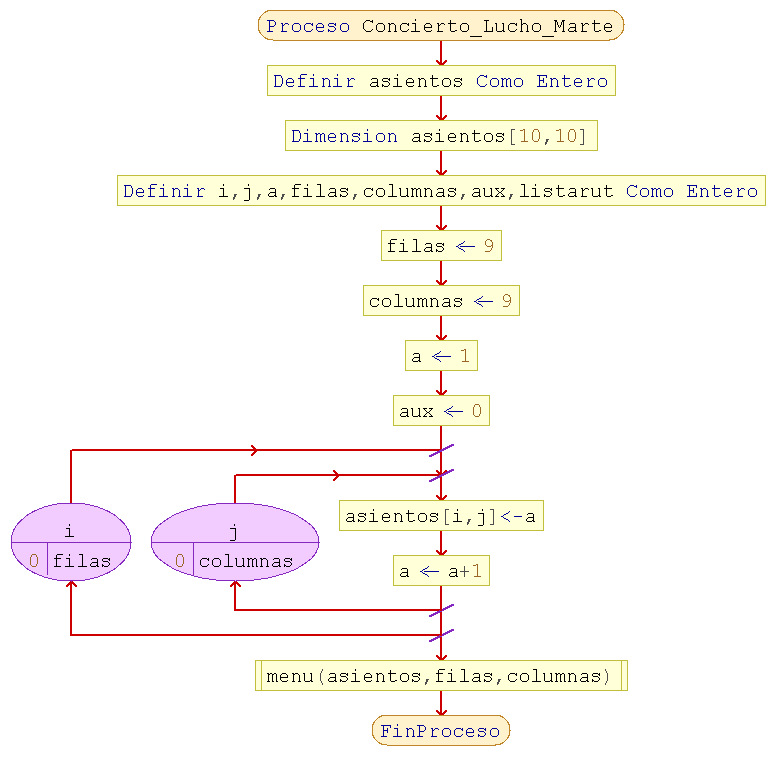 Proceso Concierto_Lucho_Marte
Definir asientos Como Entero
Dimension asientos[10,10]
Definir i,j,a,filas,columnas,aux,listarut Como Entero
filas ← 9
columnas ← 9
a ← 1
aux ← 0
i
0 filas
j
0 columnas
asientos[i,j]<-a
a ← a+1
menu(asientos,filas,columnas)
FinProceso